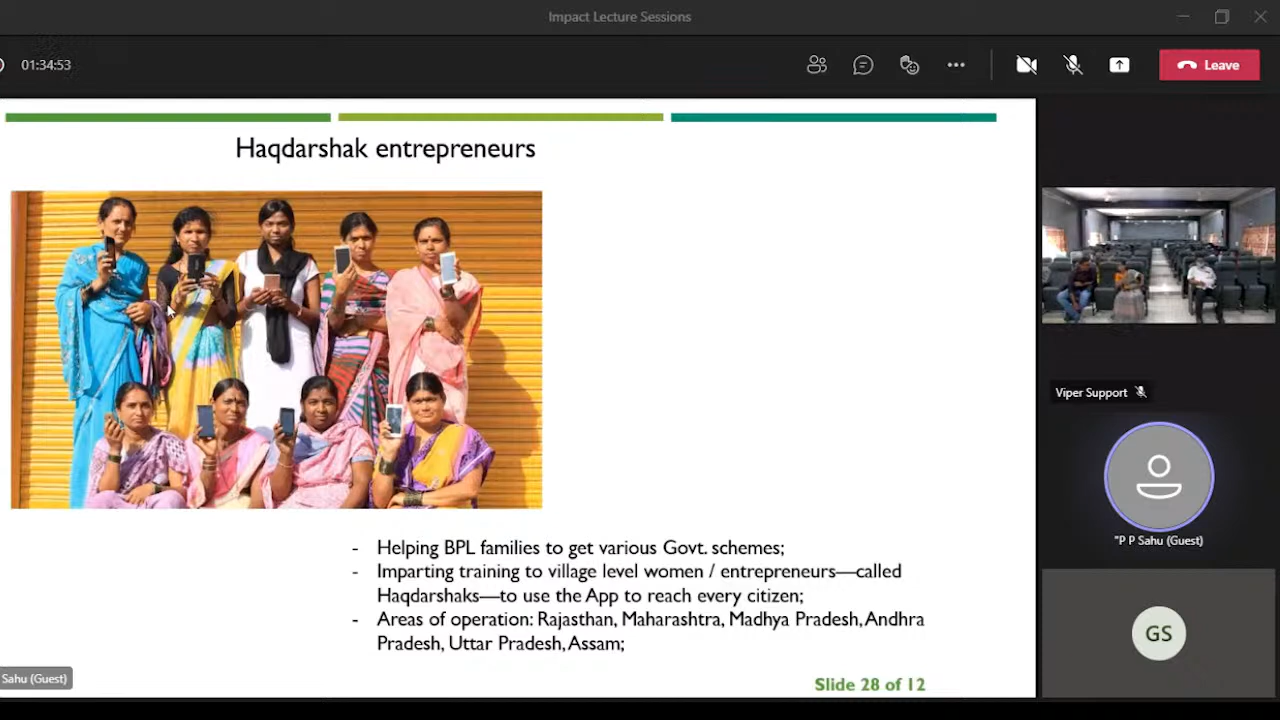 Impact Lecture Sessions
01:34:53
Leave
Haqdarshak entrepreneurs
- Helping BPL families to get various Govt. schemes;
- Imparting training to village level women / entrepreneurs—called
Haqdarshaks—to use the App to reach every citizen;
- Areas of operation: Rajasthan, Maharashtra, Madhya Pradesh, Andhra
Pradesh, Uttar Pradesh, Assam;
Slide 28 of 12
Sahu (Guest)
Viper Support
"P P Sahu (Guest)
GS